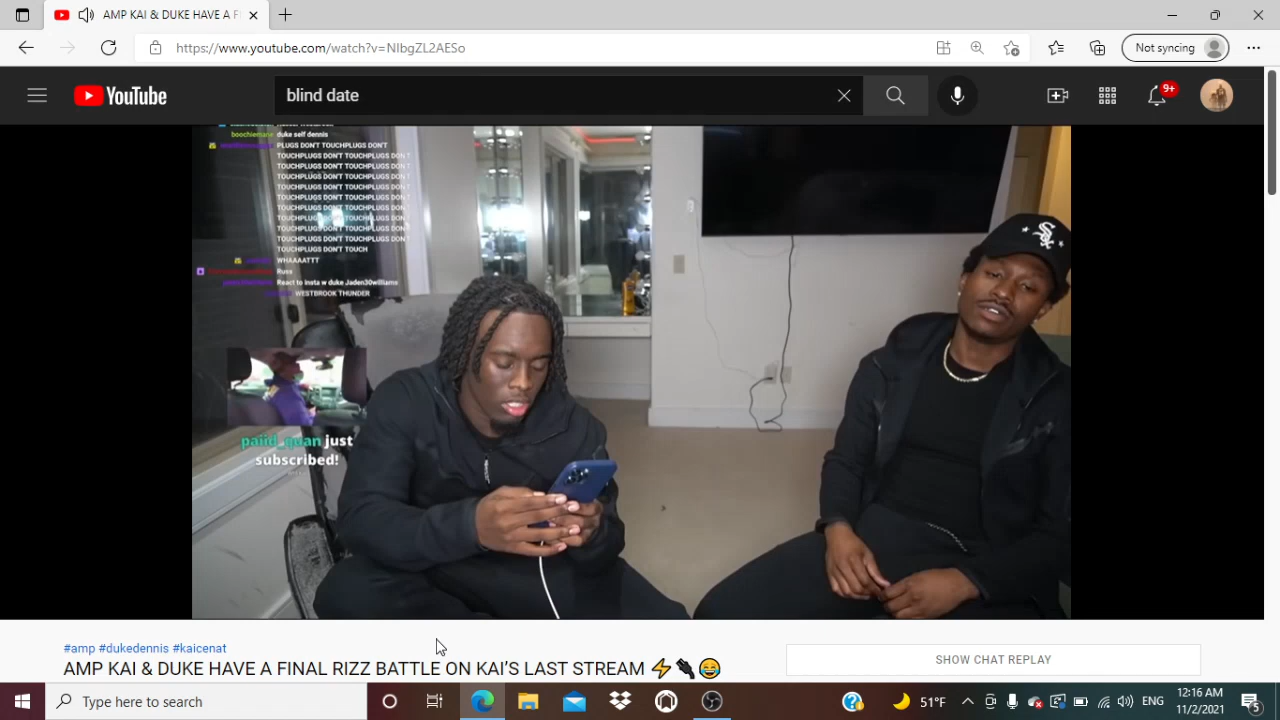 AMP KAI & DUKE HAVE A FI
https://www.youtube.com/watch?v=NIbgZL2AESo
Not syncing
YouTube
blind date
9+
duke self dennis
PLUGS DON'T TOUCHPLUGS DON'T
TOUCHPLUGS DON'T TOUCHPLUGS DON'T
TOUCHPLUGS DON'T TOUCHPLUGS DON'T
TOUCHPLUGS DON'T TOUCHPLUGS DON'T
TOUCHPLUGS DON'T TOUCHPLUGS DON'T
TOUCHPLUGS DON'T TOUCHPLUGS DON'T
TOUCHPLUGS DON'T TOUCHPLUGS DON'T
TOUCHPLUGS DON'T TOUCHPLUGS DON'T
TOUCHPLUGS DON'T TOUCHPLUGS DON'T
TOUCHPLUGS DON'T TOUCHPLUGS DON'T
TOUCHPLUGS DON'T TOUCH
WHAAAATTT
Russ
React to Insta w duke Jaden30williams
WESTBROOK THUNDER
paiid_quan just
subscribed!
#amp #dukedennis #kaicenat
AMP KAI & DUKE HAVE A FINAL RIZZ BATTLE ON KAI'S LAST STREAM ⚡🔌😂
SHOW CHAT REPLAY
Type here to search
51°F
ENG
12:16 AM
11/2/2021
5